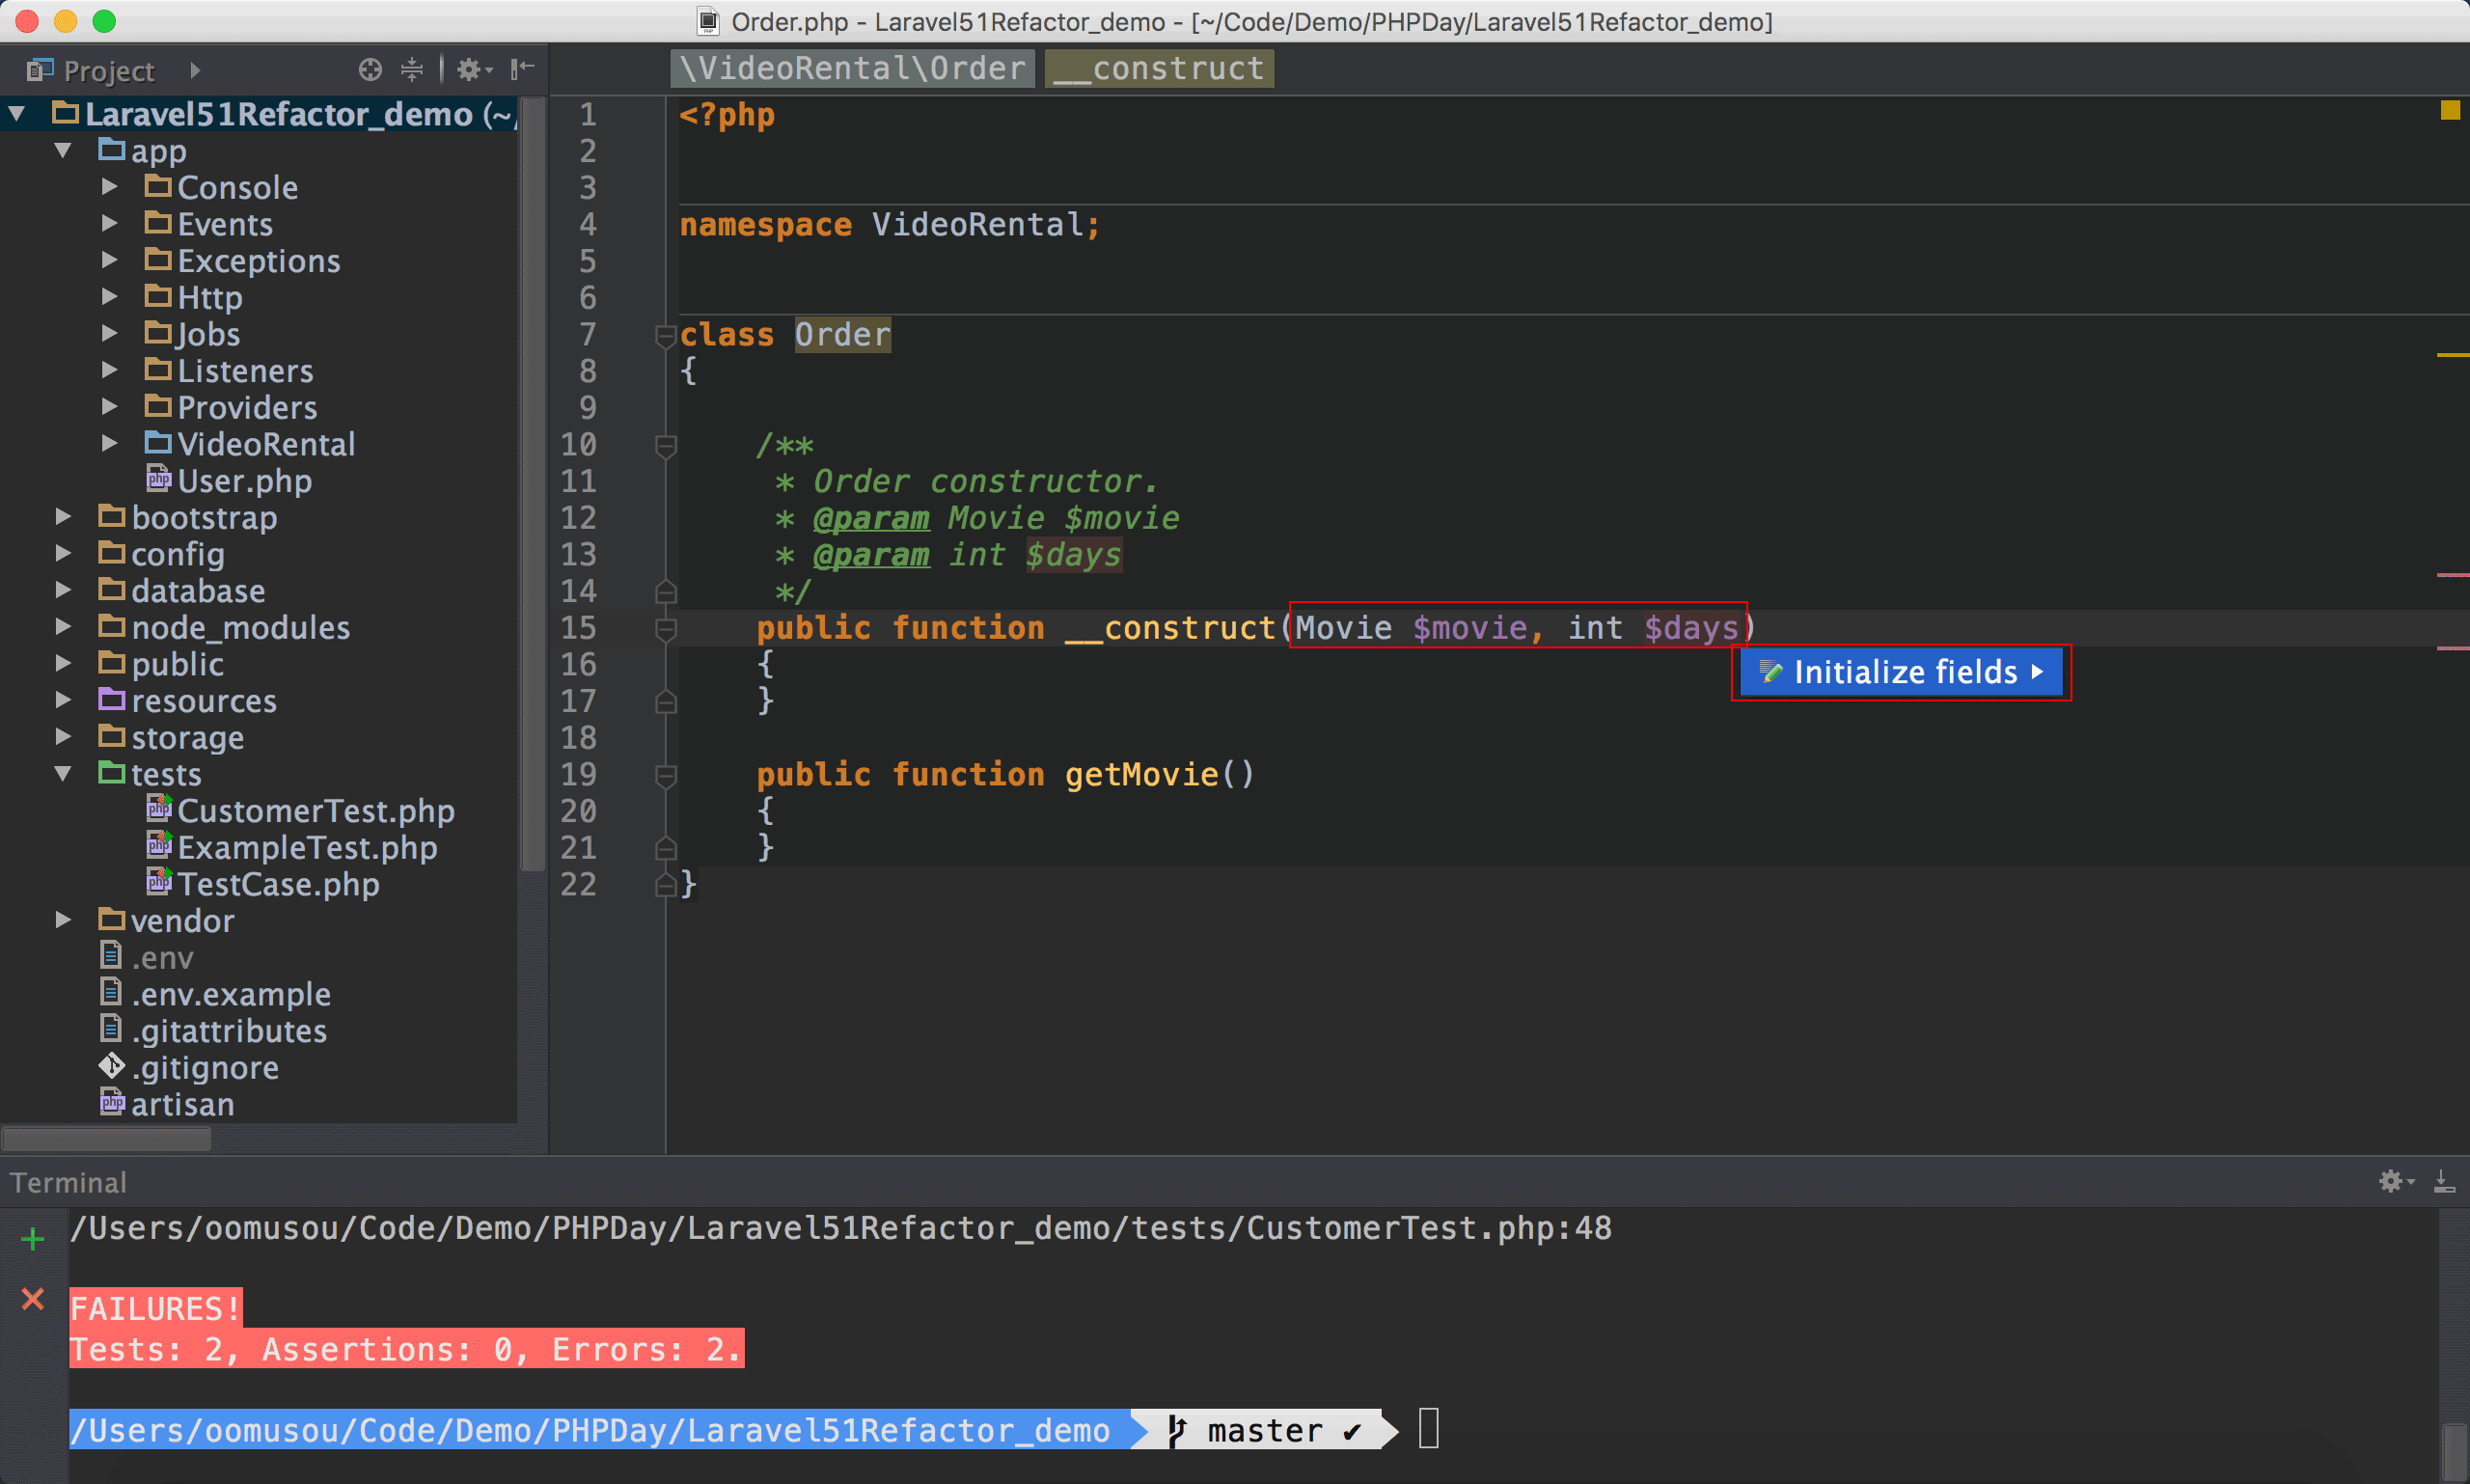 Order.php - Laravel51Refactor_demo - [~/Code/Demo/PHPDay/Laravel51Refactor_demo]
Project
Laravel51Refactor_demo (~/
app
Console
Events
Exceptions
Http
Jobs
Listeners
Providers
VideoRental
User.php
bootstrap
config
database
node_modules
public
resources
storage
tests
CustomerTest.php
ExampleTest.php
TestCase.php
vendor
.env
.env.example
.gitattributes
.gitignore
artisan
\VideoRental\Order __construct
1 <?php
2
3
4 namespace VideoRental;
5
6
7 class Order
8 {
9
10 /**
11 * Order constructor.
12 * @param Movie $movie
13 * @param int $days
14 */
15 public function __construct(Movie $movie, int $days)
Initialize fields
16 {
17 }
18
19 public function getMovie()
20 {
21 }
22 }
Terminal
/Users/oomusou/Code/Demo/PHPDay/Laravel51Refactor_demo/tests/CustomerTest.php:48
FAILURES!
Tests: 2, Assertions: 0, Errors: 2.
/Users/oomusou/Code/Demo/PHPDay/Laravel51Refactor_demo master ✔